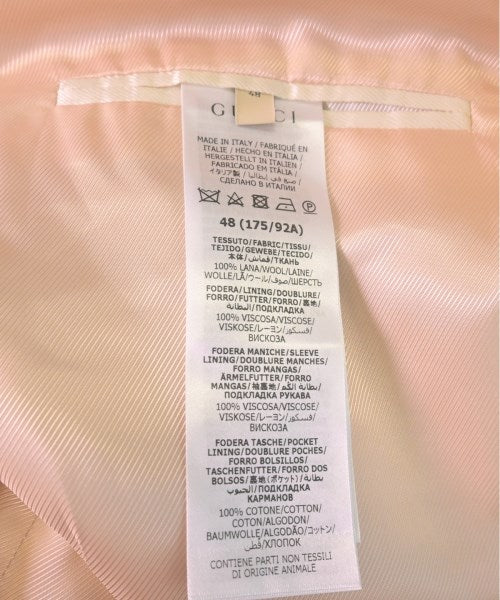 48
GUCCI
MADE IN ITALY / FABRIQUÉ EN
ITALIE / HECHO EN ITALIA /
HERGESTELLT IN ITALIEN /
FABRICADO EM ITÁLIA /
イタリア製 / صنع في إيطاليا /
СДЕЛАНО В ИТАЛИИ
48 (175/92A)
TESSUTO/FABRIC/TISSU/
TEJIDO/GEWEBE/TECIDO/
本体/قماش/ТКАНЬ
100% LANA/WOOL/LAINE/
WOLLE/LÃ/ウール/صوف/ШЕРСТЬ
FODERA/LINING/DOUBLURE/
FORRO/FUTTER/FORRO/裏地/
البطانة/ПОДКЛАДКА
100% VISCOSA/VISCOSE/
VISKOSE/レーヨン/فسكوز/
ВИСКОЗА
FODERA MANICHE/SLEEVE
LINING/DOUBLURE MANCHES/
FORRO MANGAS/
ÄRMELFUTTER/FORRO
MANGAS/袖裏地/بطانة الكم/
ПОДКЛАДКА РУКАВА
100% VISCOSA/VISCOSE/
VISKOSE/レーヨン/فسكوز/
ВИСКОЗА
FODERA TASCHE/POCKET
LINING/DOUBLURE POCHES/
FORRO BOLSILLOS/
TASCHENFUTTER/FORRO DOS
BOLSOS/裏地(ポケット)/بطانة
الجيوب/ПОДКЛАДКА
КАРМАНОВ
100% COTONE/COTTON/
COTON/ALGODON/
BAUMWOLLE/ALGODÃO/コットン/
قطن/ХЛОПОК
CONTIENE PARTI NON TESSILI
DI ORIGINE ANIMALE